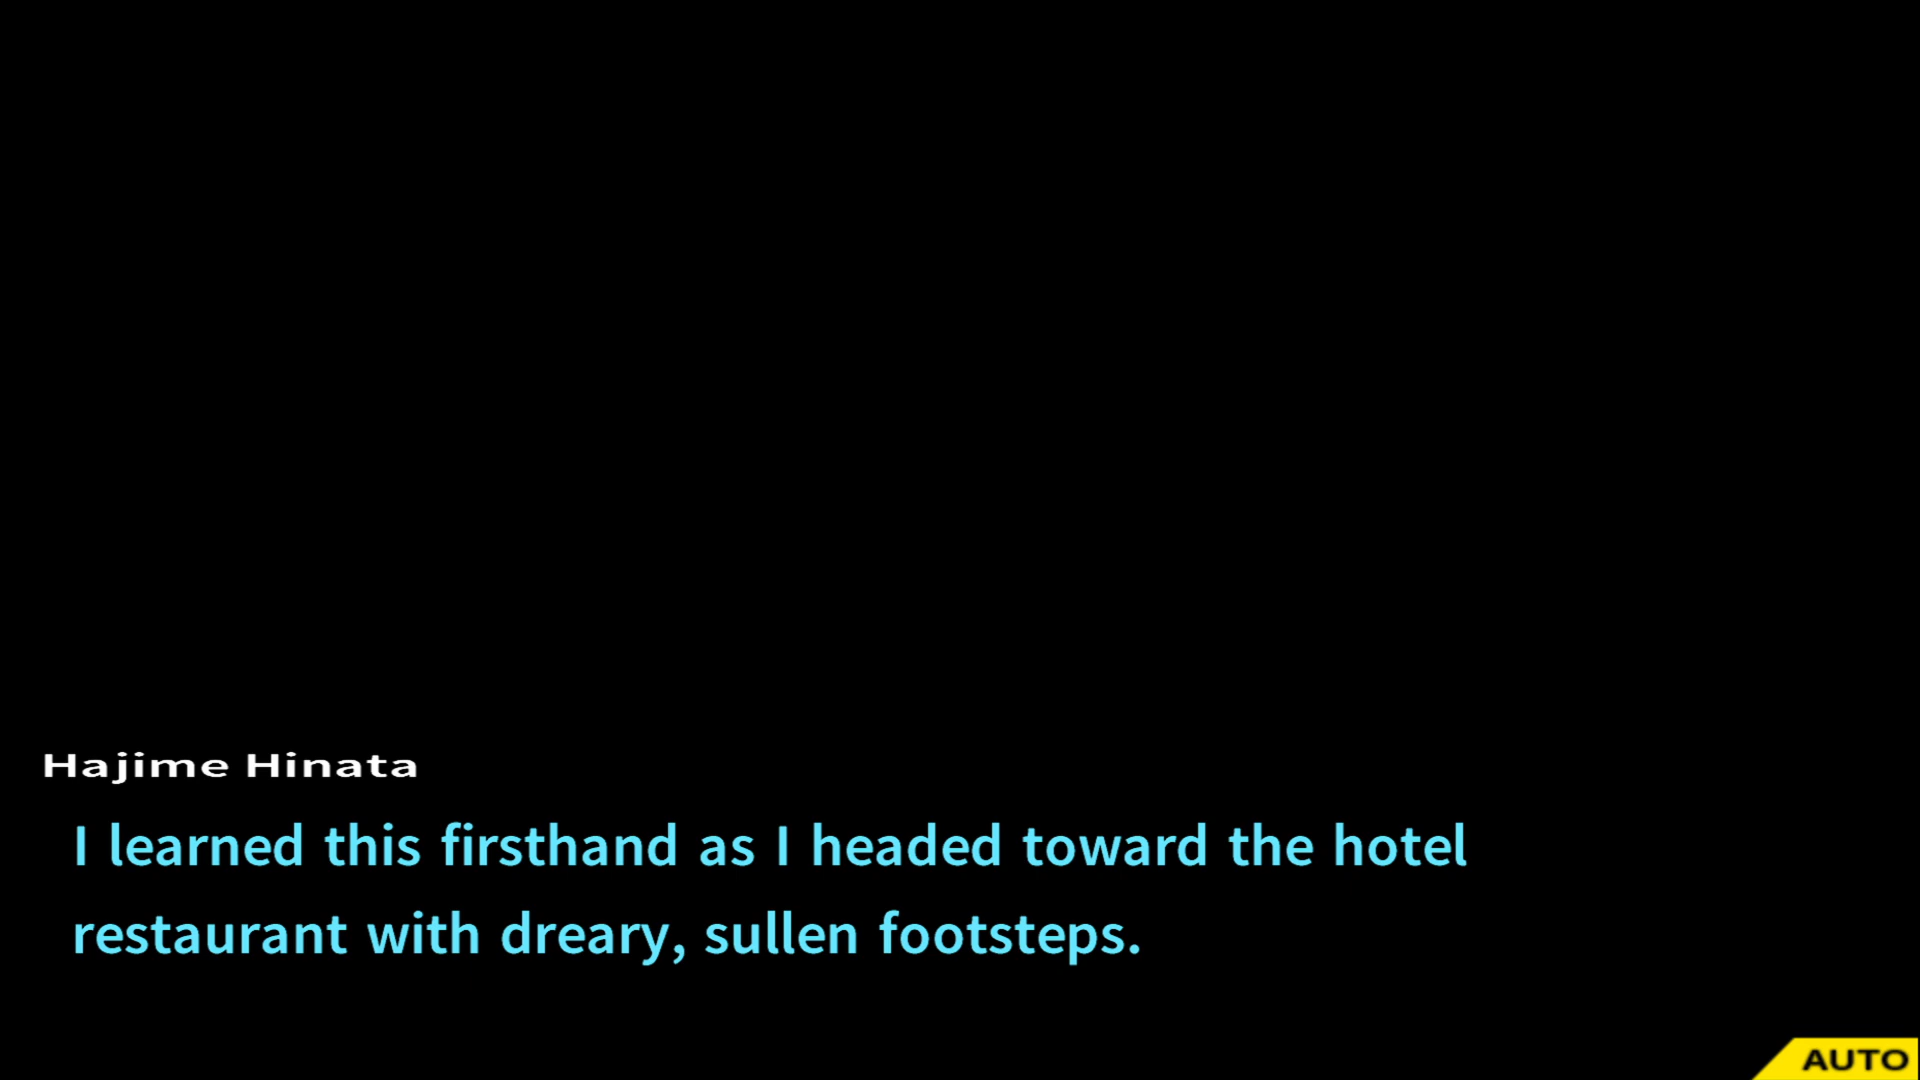 Hajime Hinata
I learned this firsthand as I headed toward the hotel
restaurant with dreary, sullen footsteps.
AUTO